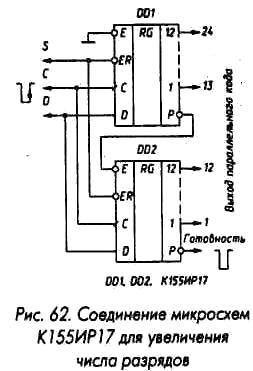 DD1
S
C
D
E RG 12 24
ER
C 1 13
D P
DD2
E RG 12 12
ER
C 1 1
D P
Готовность
Выход параллельного кода
DD1, DD2. К155ИР17
Рис. 62. Соединение микросхем
К155ИР17 для увеличения
числа разрядов